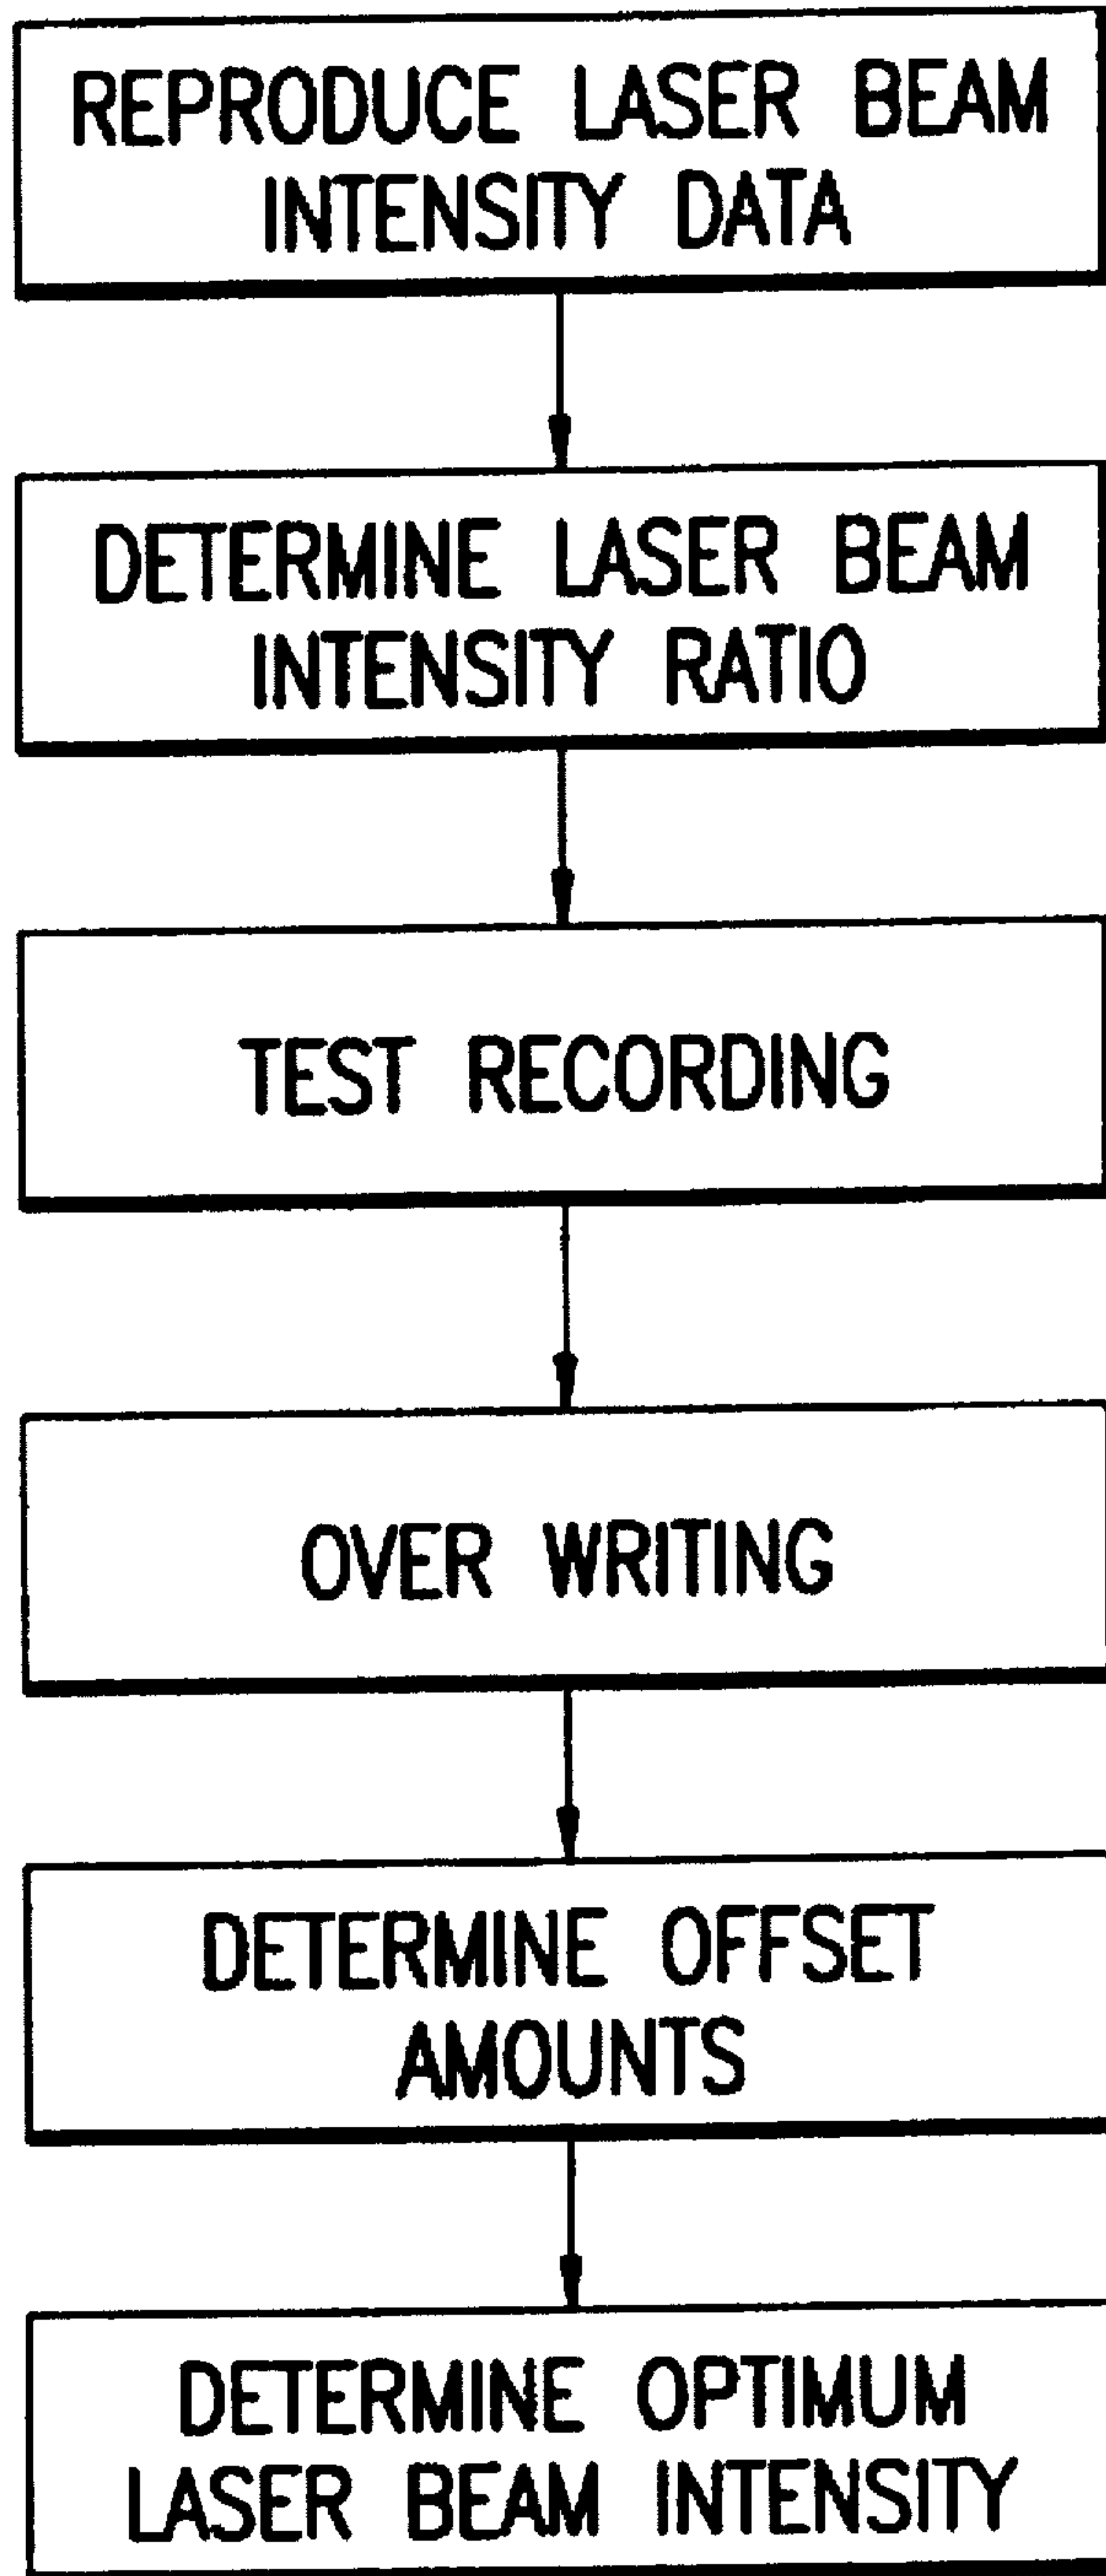 REPRODUCE LASER BEAM
INTENSITY DATA
DETERMINE LASER BEAM
INTENSITY RATIO
TEST RECORDING
OVER WRITING
DETERMINE OFFSET
AMOUNTS
DETERMINE OPTIMUM
LASER BEAM INTENSITY